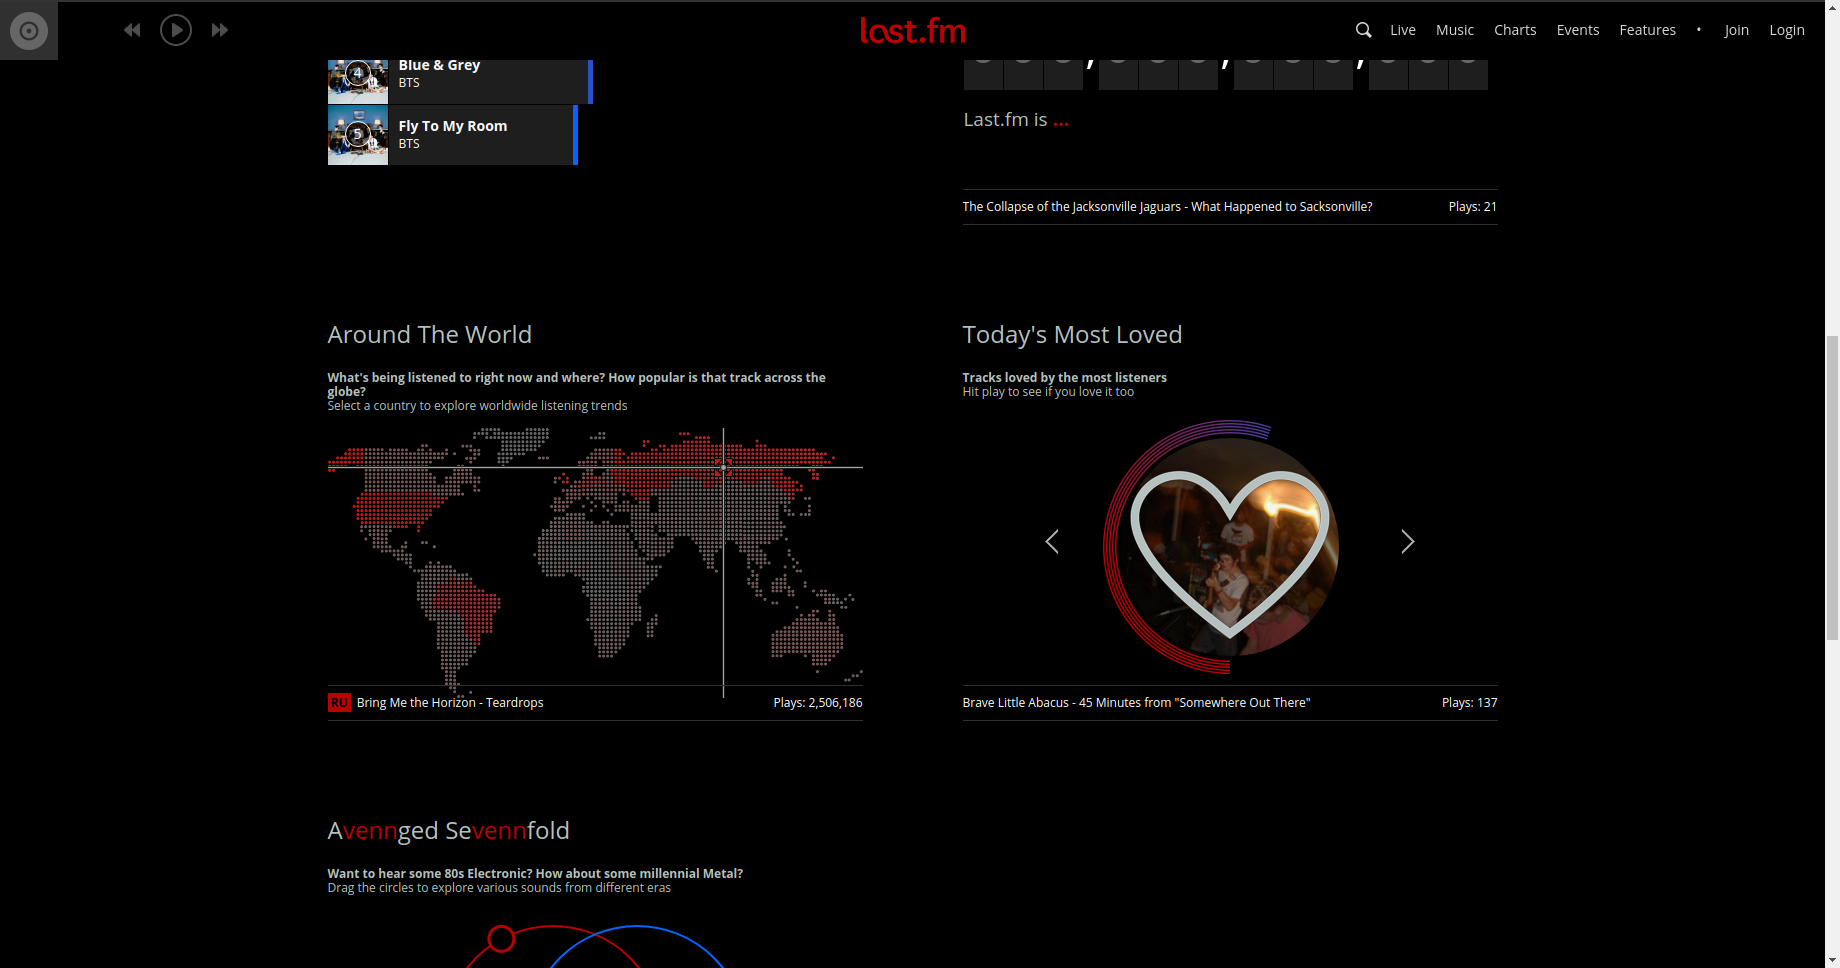 last.fm
Live Music Charts Events Features • Join Login
4
Blue & Grey
BTS
5
Fly To My Room
BTS
Last.fm is ...
The Collapse of the Jacksonville Jaguars - What Happened to Sacksonville? Plays: 21
Around The World
What's being listened to right now and where? How popular is that track across the
globe?
Select a country to explore worldwide listening trends
RU Bring Me the Horizon - Teardrops Plays: 2,506,186
Today's Most Loved
Tracks loved by the most listeners
Hit play to see if you love it too
Brave Little Abacus - 45 Minutes from "Somewhere Out There" Plays: 137
Avennged Sevennfold
Want to hear some 80s Electronic? How about some millennial Metal?
Drag the circles to explore various sounds from different eras